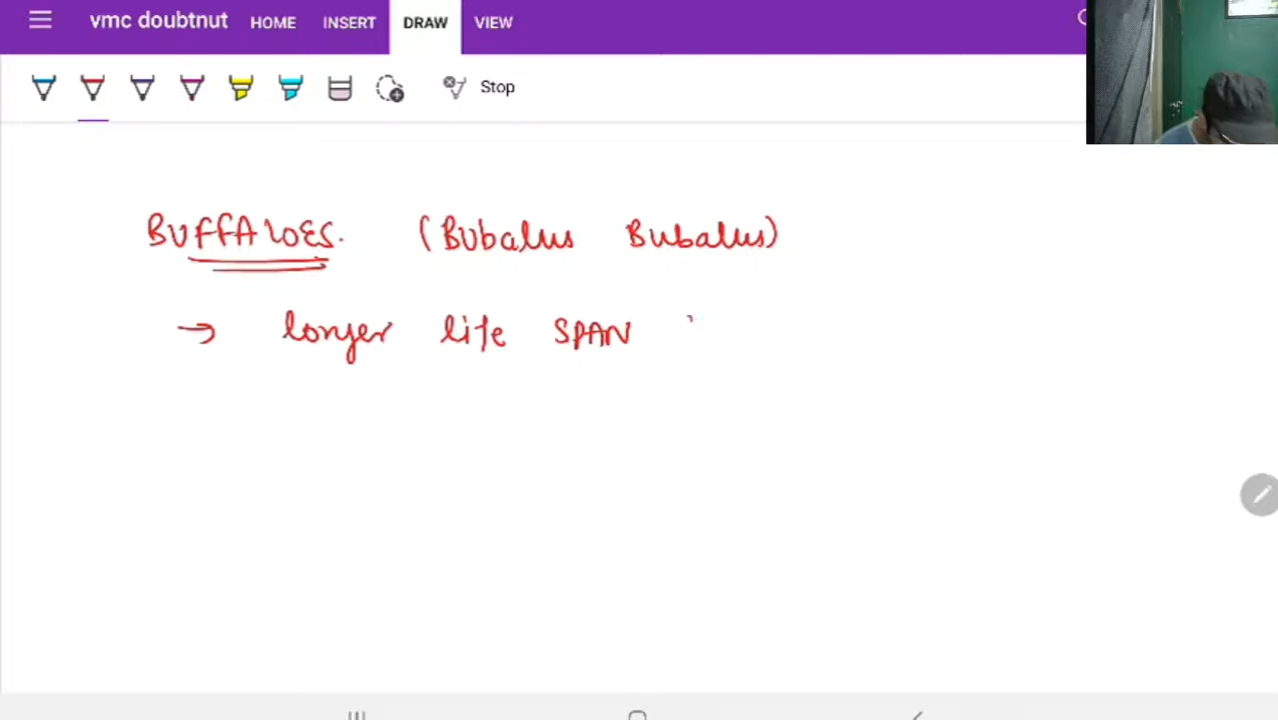 vmc doubtnut HOME INSERT DRAW VIEW
Stop
BUFFALOES. (Bubalus Bubalus)
→ longer life SPAN